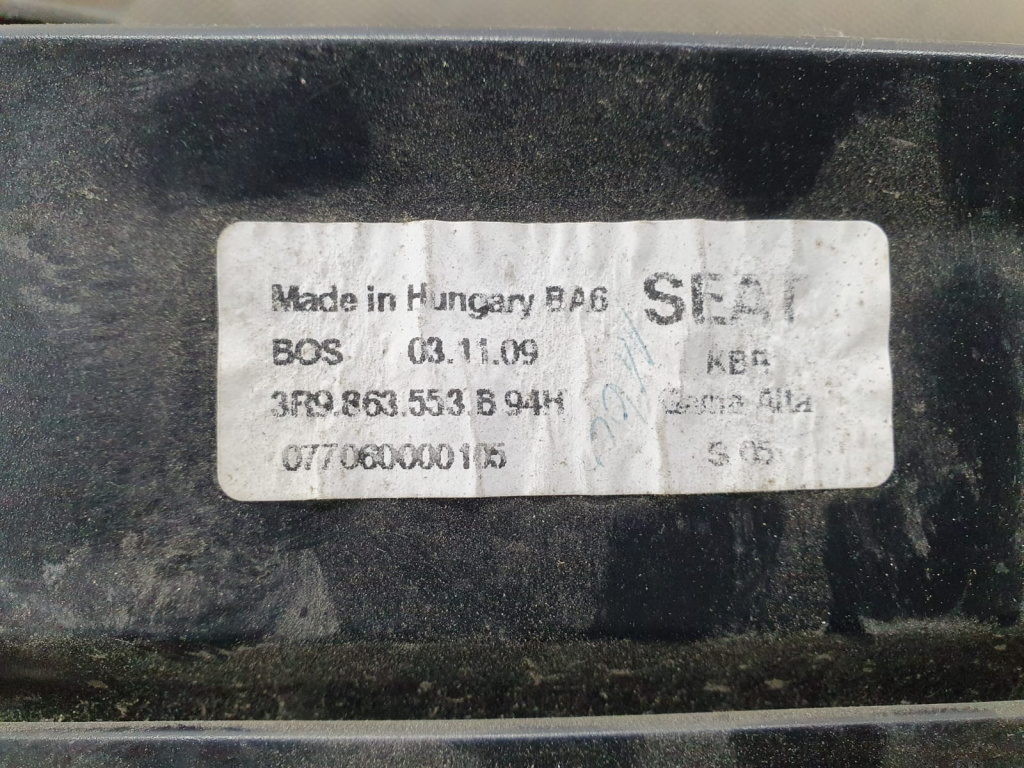 Made in Hungary BA6 SEAT
BOS 03.11.09 KBR
3R9.863.553.B 94H Gama Alta
077060000105 S 05